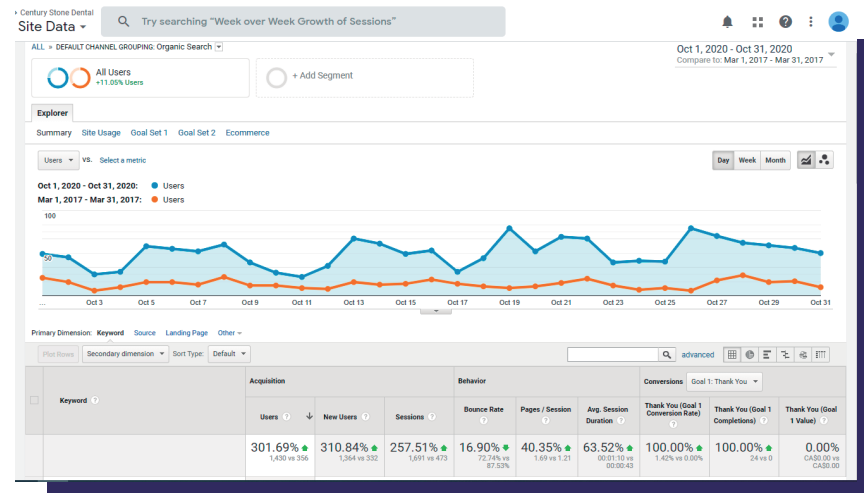 Century Stone Dental
Site Data
Try searching "Week over Week Growth of Sessions"
ALL » DEFAULT CHANNEL GROUPING: Organic Search
Oct 1, 2020 - Oct 31, 2020
Compare to: Mar 1, 2017 - Mar 31, 2017
All Users
+11.05% Users
+ Add Segment
Explorer
Summary Site Usage Goal Set 1 Goal Set 2 Ecommerce
Users VS. Select a metric
Day Week Month
Oct 1, 2020 - Oct 31, 2020: Users
Mar 1, 2017 - Mar 31, 2017: Users
100
50
... Oct 3 Oct 5 Oct 7 Oct 9 Oct 11 Oct 13 Oct 15 Oct 17 Oct 19 Oct 21 Oct 23 Oct 25 Oct 27 Oct 29 Oct 31
Primary Dimension: Keyword Source Landing Page Other
Plot Rows Secondary dimension Sort Type: Default
advanced
Keyword
Acquisition
Behavior
Conversions Goal 1: Thank You
Users
New Users
Sessions
Bounce Rate
Pages / Session
Avg. Session Duration
Thank You (Goal 1 Conversion Rate)
Thank You (Goal 1 Completions)
Thank You (Goal 1 Value)
301.69%
1,430 vs 356
310.84%
1,364 vs 332
257.51%
1,691 vs 473
16.90%
72.74% vs
87.53%
40.35%
1.69 vs 1.21
63.52%
00:01:10 vs
00:00:43
100.00%
1.42% vs 0.00%
100.00%
24 vs 0
0.00%
CA$0.00 vs
CA$0.00